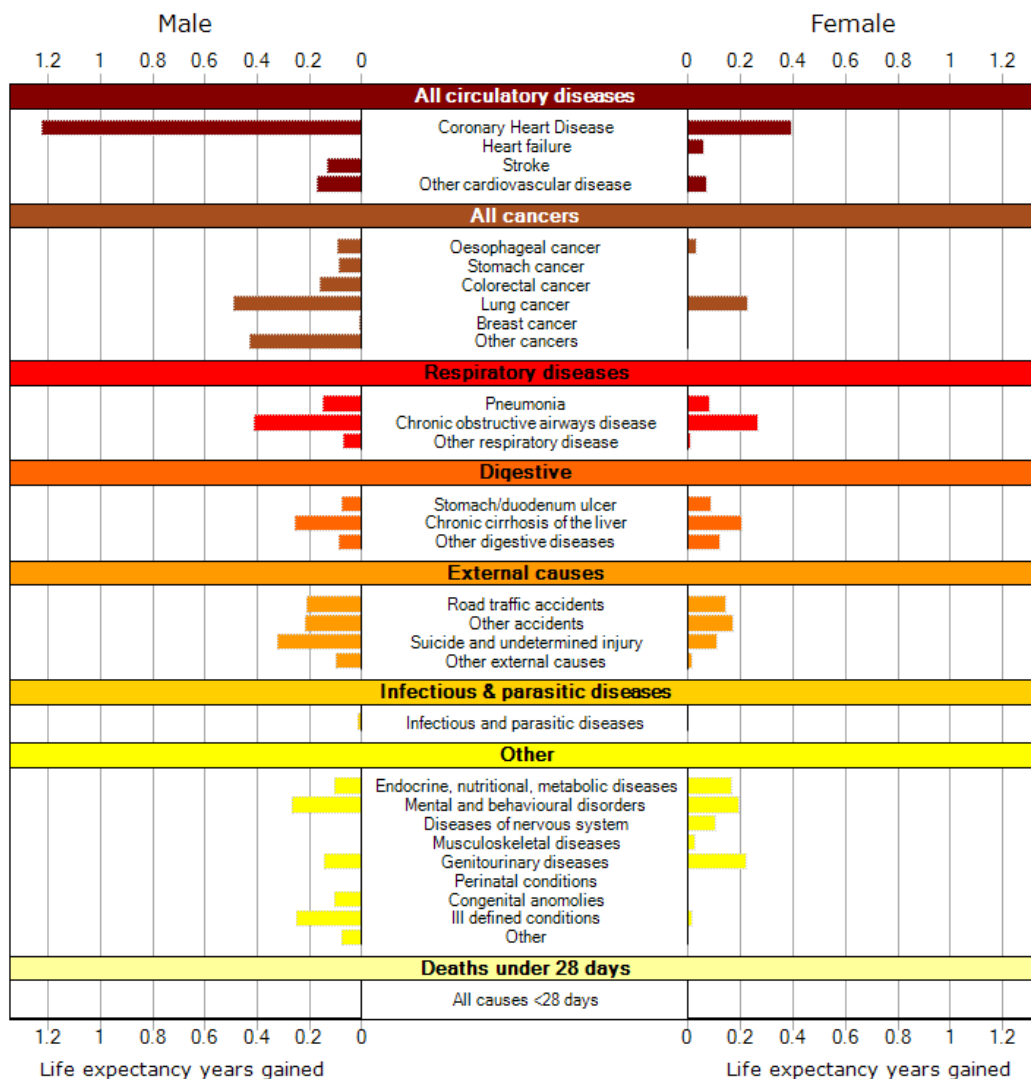 Male Female
1.2 1 0.8 0.6 0.4 0.2 0 0 0.2 0.4 0.6 0.8 1 1.2
All circulatory diseases
Coronary Heart Disease
Heart failure
Stroke
Other cardiovascular disease
All cancers
Oesophageal cancer
Stomach cancer
Colorectal cancer
Lung cancer
Breast cancer
Other cancers
Respiratory diseases
Pneumonia
Chronic obstructive airways disease
Other respiratory disease
Digestive
Stomach/duodenum ulcer
Chronic cirrhosis of the liver
Other digestive diseases
External causes
Road traffic accidents
Other accidents
Suicide and undetermined injury
Other external causes
Infectious & parasitic diseases
Infectious and parasitic diseases
Other
Endocrine, nutritional, metabolic diseases
Mental and behavioural disorders
Diseases of nervous system
Musculoskeletal diseases
Genitourinary diseases
Perinatal conditions
Congenital anomolies
Ill defined conditions
Other
Deaths under 28 days
All causes <28 days
1.2 1 0.8 0.6 0.4 0.2 0 0 0.2 0.4 0.6 0.8 1 1.2
Life expectancy years gained Life expectancy years gained